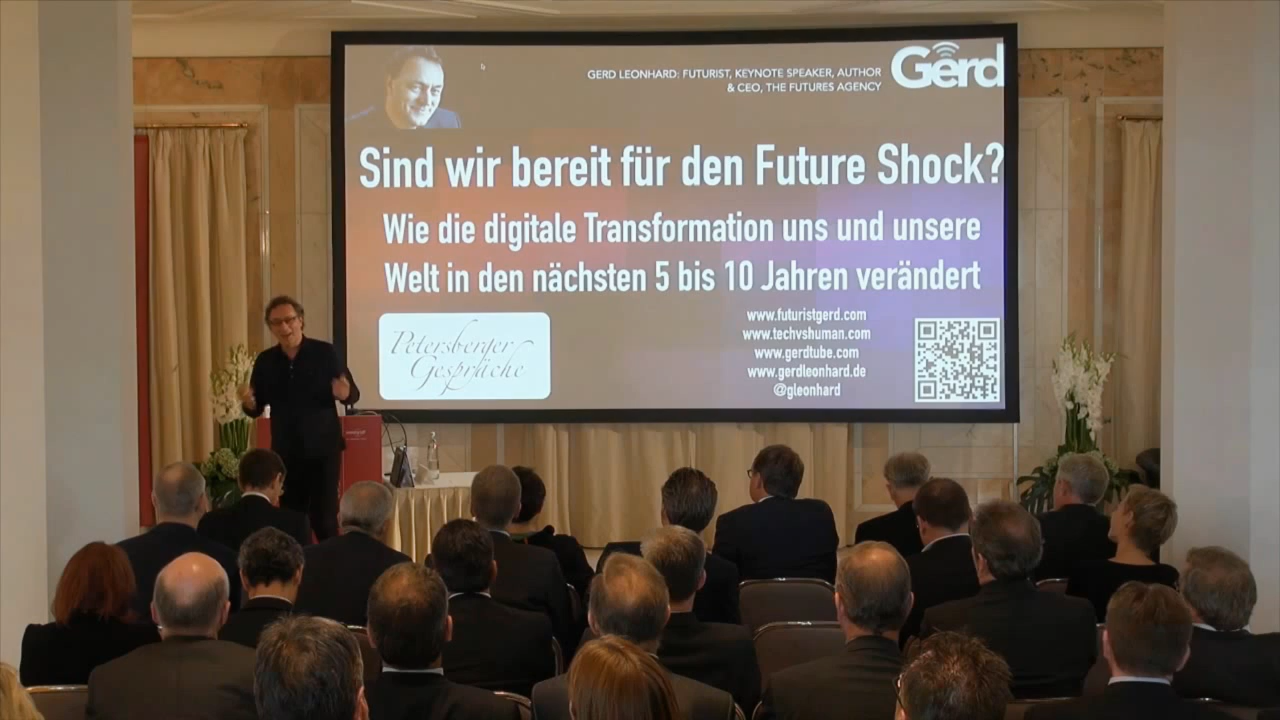 GERD LEONHARD: FUTURIST, KEYNOTE SPEAKER, AUTHOR
& CEO, THE FUTURES AGENCY
Gerd
Sind wir bereit für den Future Shock?
Wie die digitale Transformation uns und unsere
Welt in den nächsten 5 bis 10 Jahren verändert
www.futuristgerd.com
www.techvshuman.com
www.gerdtube.com
www.gerdleonhard.de
@gleonhard
Petersberger
Gespräche